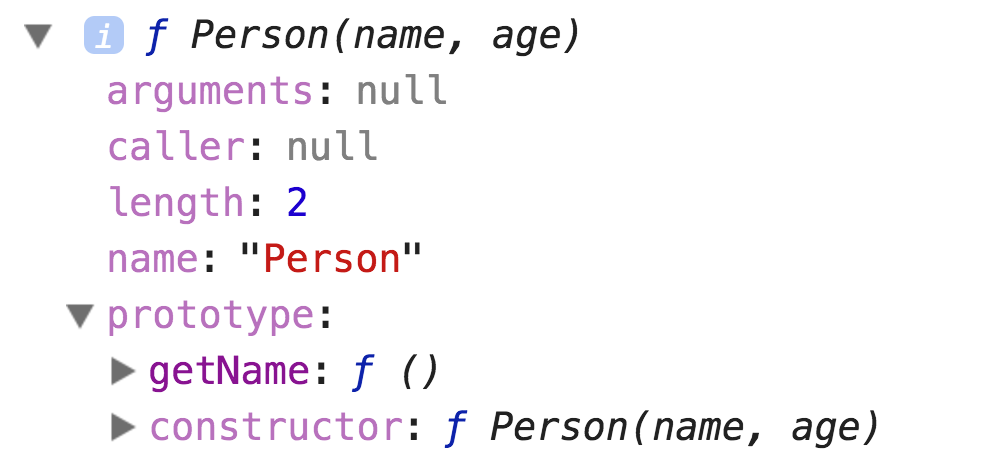 ▼ i ƒ Person(name, age)
arguments: null
caller: null
length: 2
name: "Person"
▼ prototype:
▶ getName: ƒ ()
▶ constructor: ƒ Person(name, age)